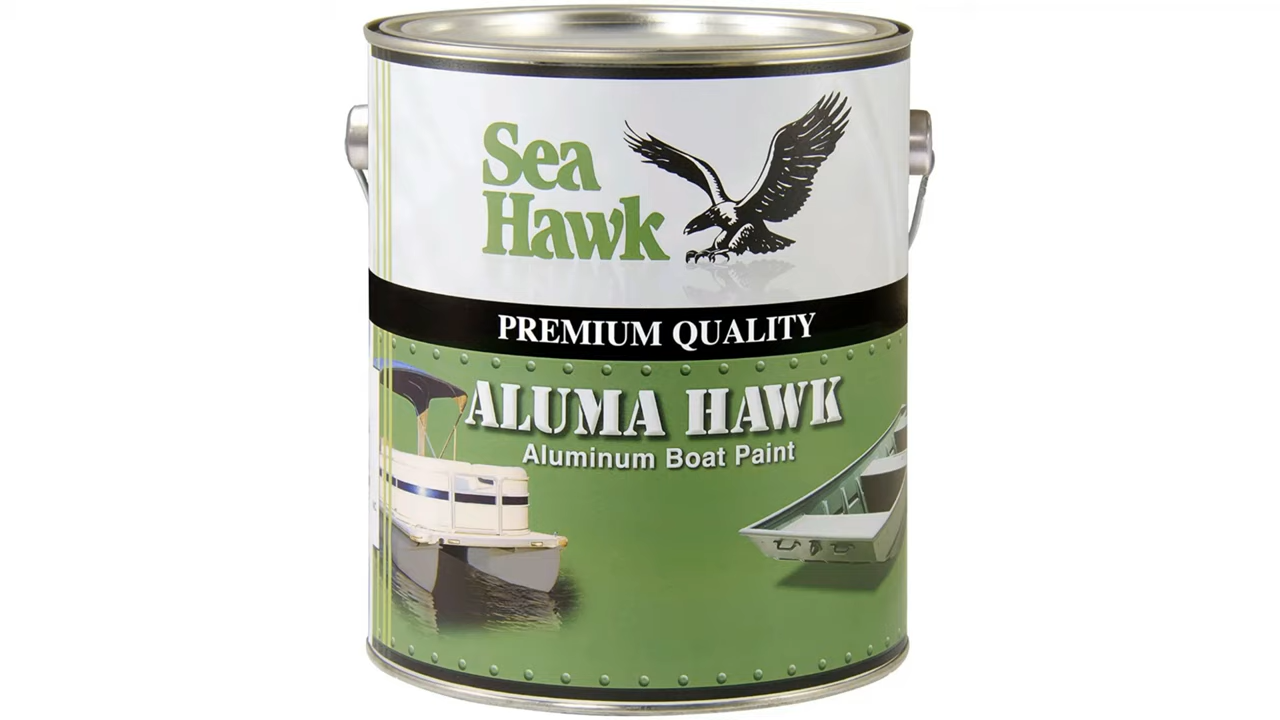 Sea
Hawk
PREMIUM QUALITY
ALUMA HAWK
Aluminum Boat Paint